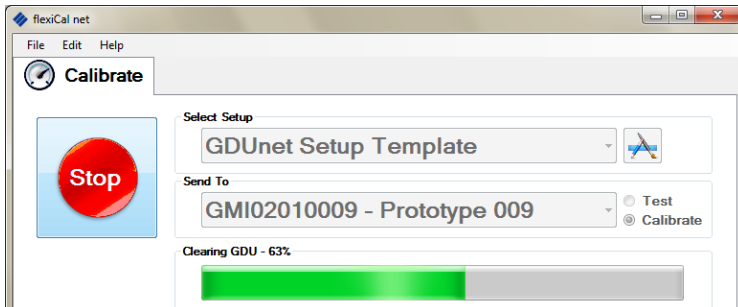 flexiCal net
File Edit Help
Calibrate
Select Setup
GDUnet Setup Template
Stop
Send To
GMI02010009 - Prototype 009
Test
Calibrate
Clearing GDU - 63%